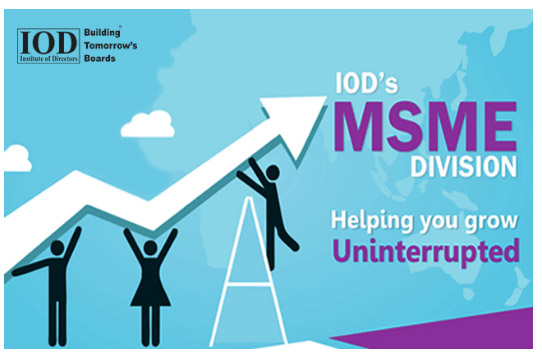 IOD
Institute of Directors
Building
Tomorrow's
Boards
IOD's
MSME
DIVISION
Helping you grow
Uninterrupted